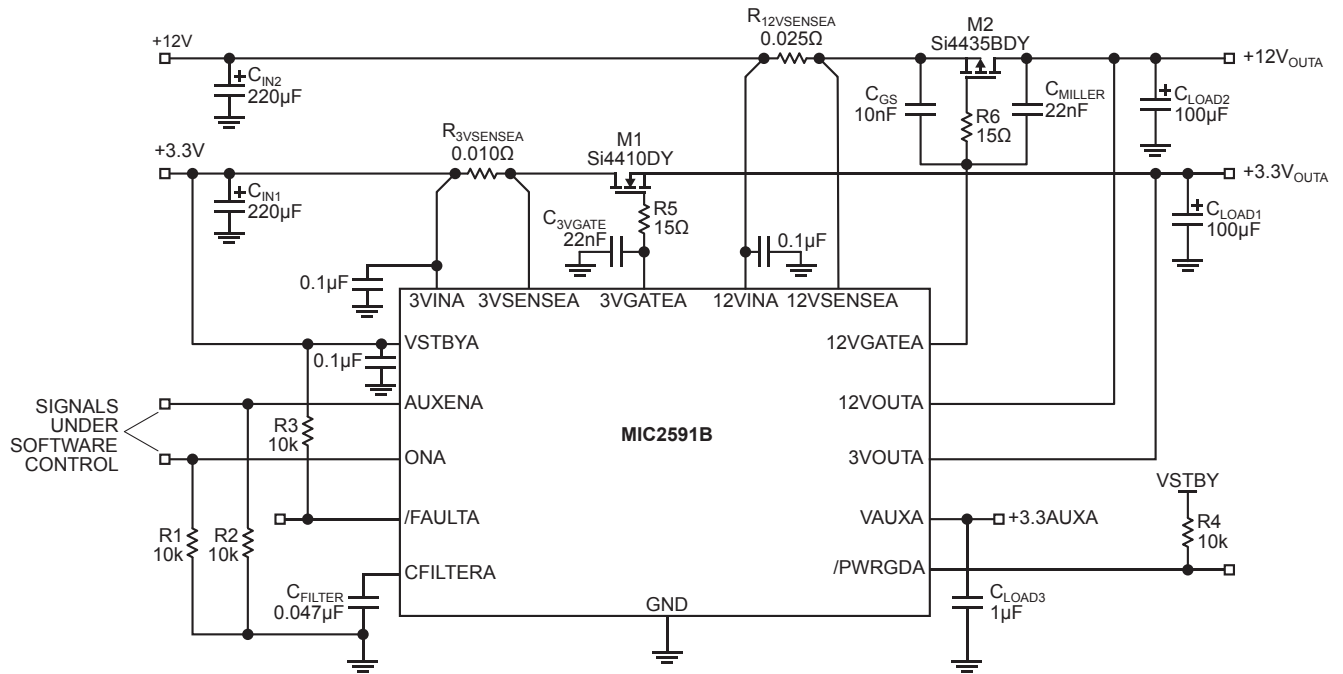 R12VSENSEA
0.025Ω
M2
Si4435BDY
+12V
+12VOUTA
CIN2
220µF
+
CGS
10nF
R6
15Ω
CMILLER
22nF
+
CLOAD2
100µF
R3VSENSEA
0.010Ω
M1
Si4410DY
+3.3V
+3.3VOUTA
+
CIN1
220µF
C3VGATE
22nF
R5
15Ω
0.1µF
+
CLOAD1
100µF
0.1µF
3VINA 3VSENSEA 3VGATEA 12VINA 12VSENSEA
VSTBYA
12VGATEA
0.1µF
SIGNALS
UNDER
SOFTWARE
CONTROL
AUXENA
12VOUTA
R3
10k
MIC2591B
ONA
3VOUTA
VSTBY
/FAULTA
VAUXA
+3.3AUXA
R4
10k
R1
10k
R2
10k
CFILTERA
/PWRGDA
CFILTER
0.047µF
GND
CLOAD3
1µF